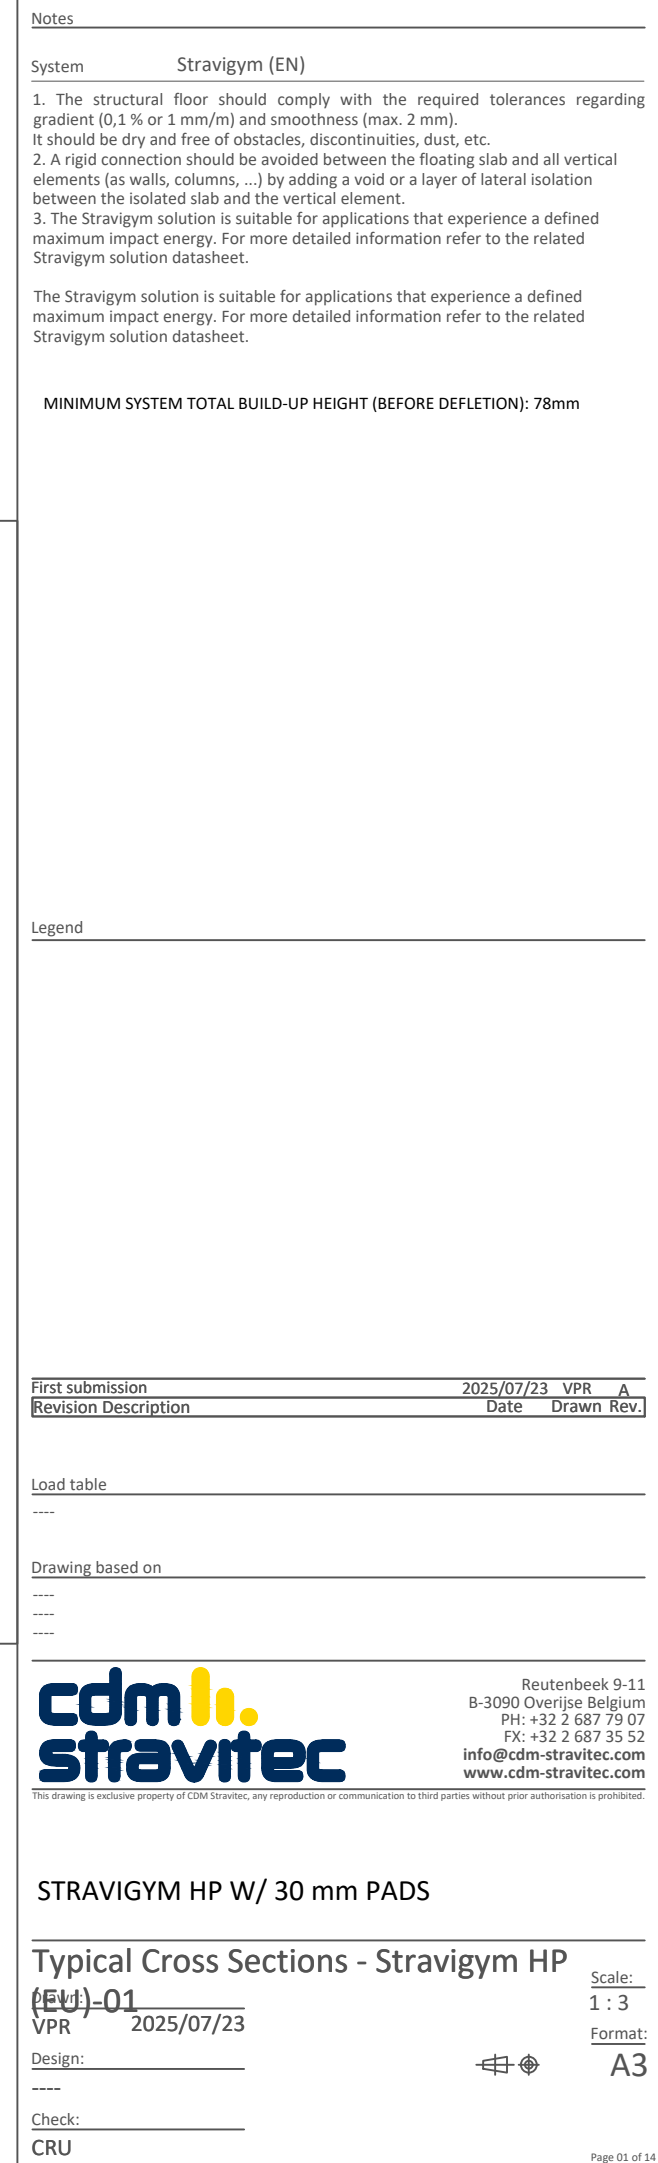 Notes
System Stravigym (EN)
1. The structural floor should comply with the required tolerances regarding
gradient (0,1 % or 1 mm/m) and smoothness (max. 2 mm).
It should be dry and free of obstacles, discontinuities, dust, etc.
2. A rigid connection should be avoided between the floating slab and all vertical
elements (as walls, columns, ...) by adding a void or a layer of lateral isolation
between the isolated slab and the vertical element.
3. The Stravigym solution is suitable for applications that experience a defined
maximum impact energy. For more detailed information refer to the related
Stravigym solution datasheet.
The Stravigym solution is suitable for applications that experience a defined
maximum impact energy. For more detailed information refer to the related
Stravigym solution datasheet.
MINIMUM SYSTEM TOTAL BUILD-UP HEIGHT (BEFORE DEFLETION): 78mm
Legend
First submission 2025/07/23 VPR A
Revision Description Date Drawn Rev.
Load table
----
Drawing based on
----
----
----
cdm
stravitec
Reutenbeek 9-11
B-3090 Overijse Belgium
PH: +32 2 687 79 07
FX: +32 2 687 35 52
info@cdm-stravitec.com
www.cdm-stravitec.com
This drawing is exclusive property of CDM Stravitec, any reproduction or communication to third parties without prior authorisation is prohibited.
STRAVIGYM HP W/ 30 mm PADS
Typical Cross Sections - Stravigym HP
(EU)-01
Drawn:
VPR 2025/07/23
Scale:
1 : 3
Format:
A3
Design:
----
Check:
CRU
Page 01 of 14